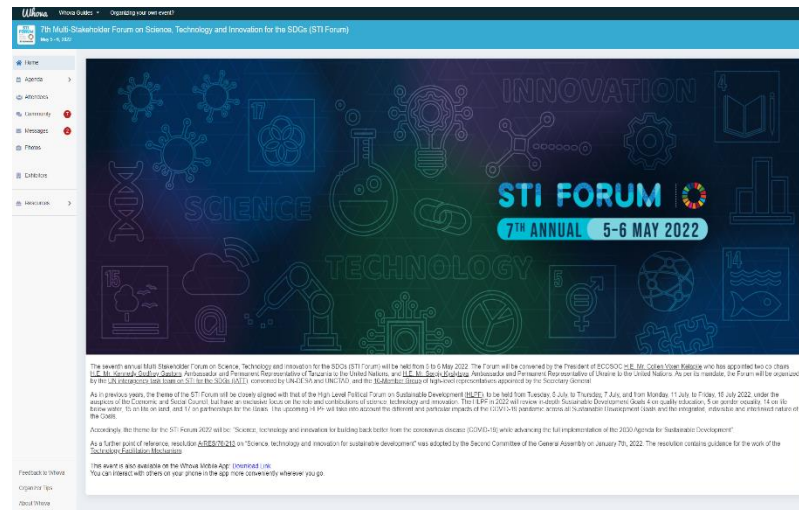 Whova Whova Guides Organizing your own event?
7th Multi-Stakeholder Forum on Science, Technology and Innovation for the SDGs (STI Forum)
May 5 - 6, 2022
Home
Agenda
Attendees
Community
Messages
Photos
Exhibitors
Resources
INNOVATION
SCIENCE
TECHNOLOGY
17
4
15
5
14
STI FORUM
7TH ANNUAL 5-6 MAY 2022
The seventh annual Multi Stakeholder Forum on Science, Technology and Innovation for the SDGs (STI Forum) will be held from 5 to 6 May 2022. The Forum will be convened by the President of ECOSOC H.E. Mr. Collen Vixen Kelapile who has appointed two co chairs
H.E. Mr. Kennedy Godfrey Gastorn, Ambassador and Permanent Representative of Tanzania to the United Nations, and H.E. Mr. Sergiy Kyslytsya, Ambassador and Permanent Representative of Ukraine to the United Nations. As per its mandate, the Forum will be organized
by the UN interagency task team on STI for the SDGs (IATT), convened by UN-DESA and UNCTAD, and the 10-Member Group of high-level representatives appointed by the Secretary General.
As in previous years, the theme of the STI Forum will be closely aligned with that of the High Level Political Forum on Sustainable Development (HLPF), to be held from Tuesday, 5 July, to Thursday, 7 July, and from Monday, 11 July, to Friday, 15 July 2022, under the
auspices of the Economic and Social Council, but have an exclusive focus on the role and contributions of science, technology and innovation. The HLPF in 2022 will review in-depth Sustainable Development Goals 4 on quality education, 5 on gender equality, 14 on life
below water, 15 on life on land, and 17 on partnerships for the Goals. The upcoming HLPF will take into account the different and particular impacts of the COVID-19 pandemic across all Sustainable Development Goals and the integrated, indivisible and interlinked nature of
the Goals.
Accordingly, the theme for the STI Forum 2022 will be: "Science, technology and innovation for building back better from the coronavirus disease (COVID-19) while advancing the full implementation of the 2030 Agenda for Sustainable Development".
As a further point of reference, resolution A/RES/76/213 on "Science, technology and innovation for sustainable development" was adopted by the Second Committee of the General Assembly on January 7th, 2022. The resolution contains guidance for the work of the
Technology Facilitation Mechanism.
This event is also available on the Whova Mobile App: Download Link.
You can interact with others on your phone in the app more conveniently wherever you go.
Feedback to Whova
Organizer Tips
About Whova